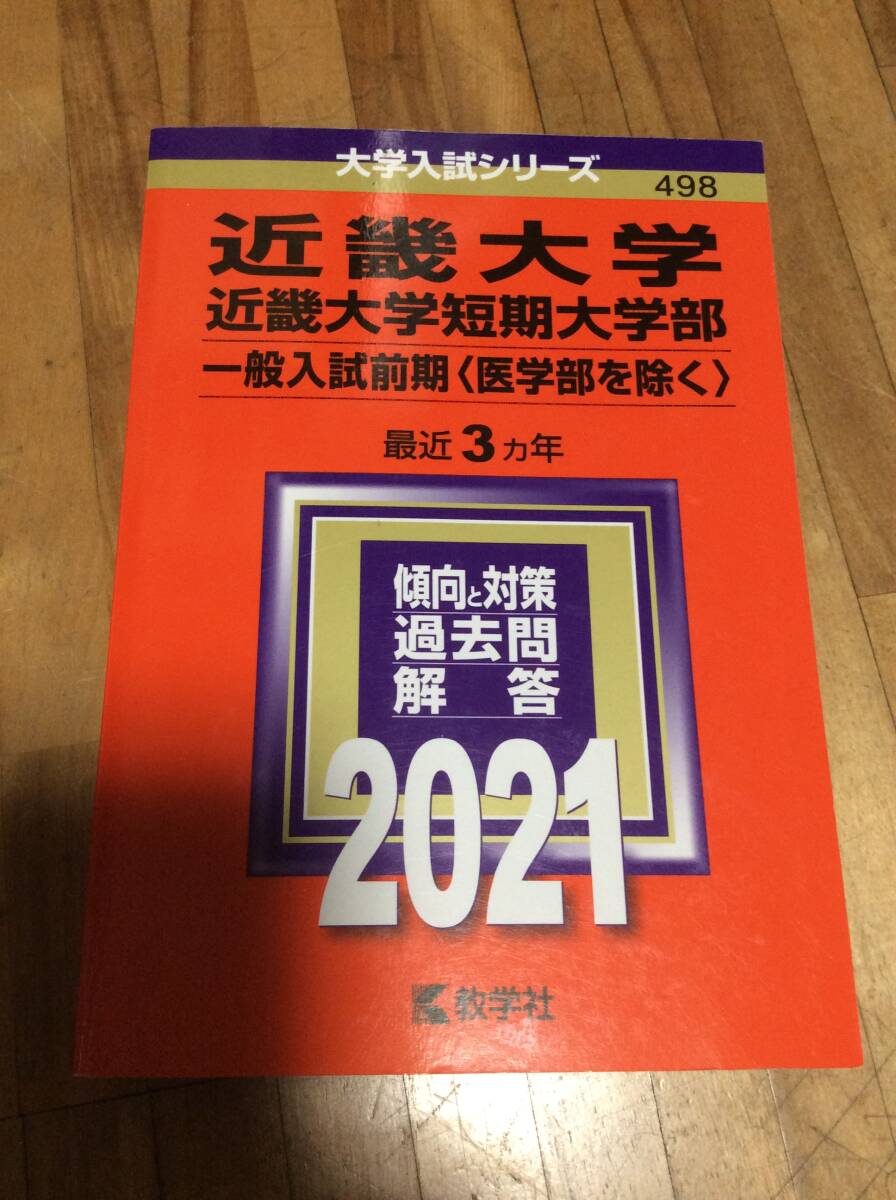 大学入試シリーズ
498
近畿大学
近畿大学短期大学部
一般入試前期〈医学部を除く〉
最近3カ年
傾向と対策
過去問
解答
2021
教学社